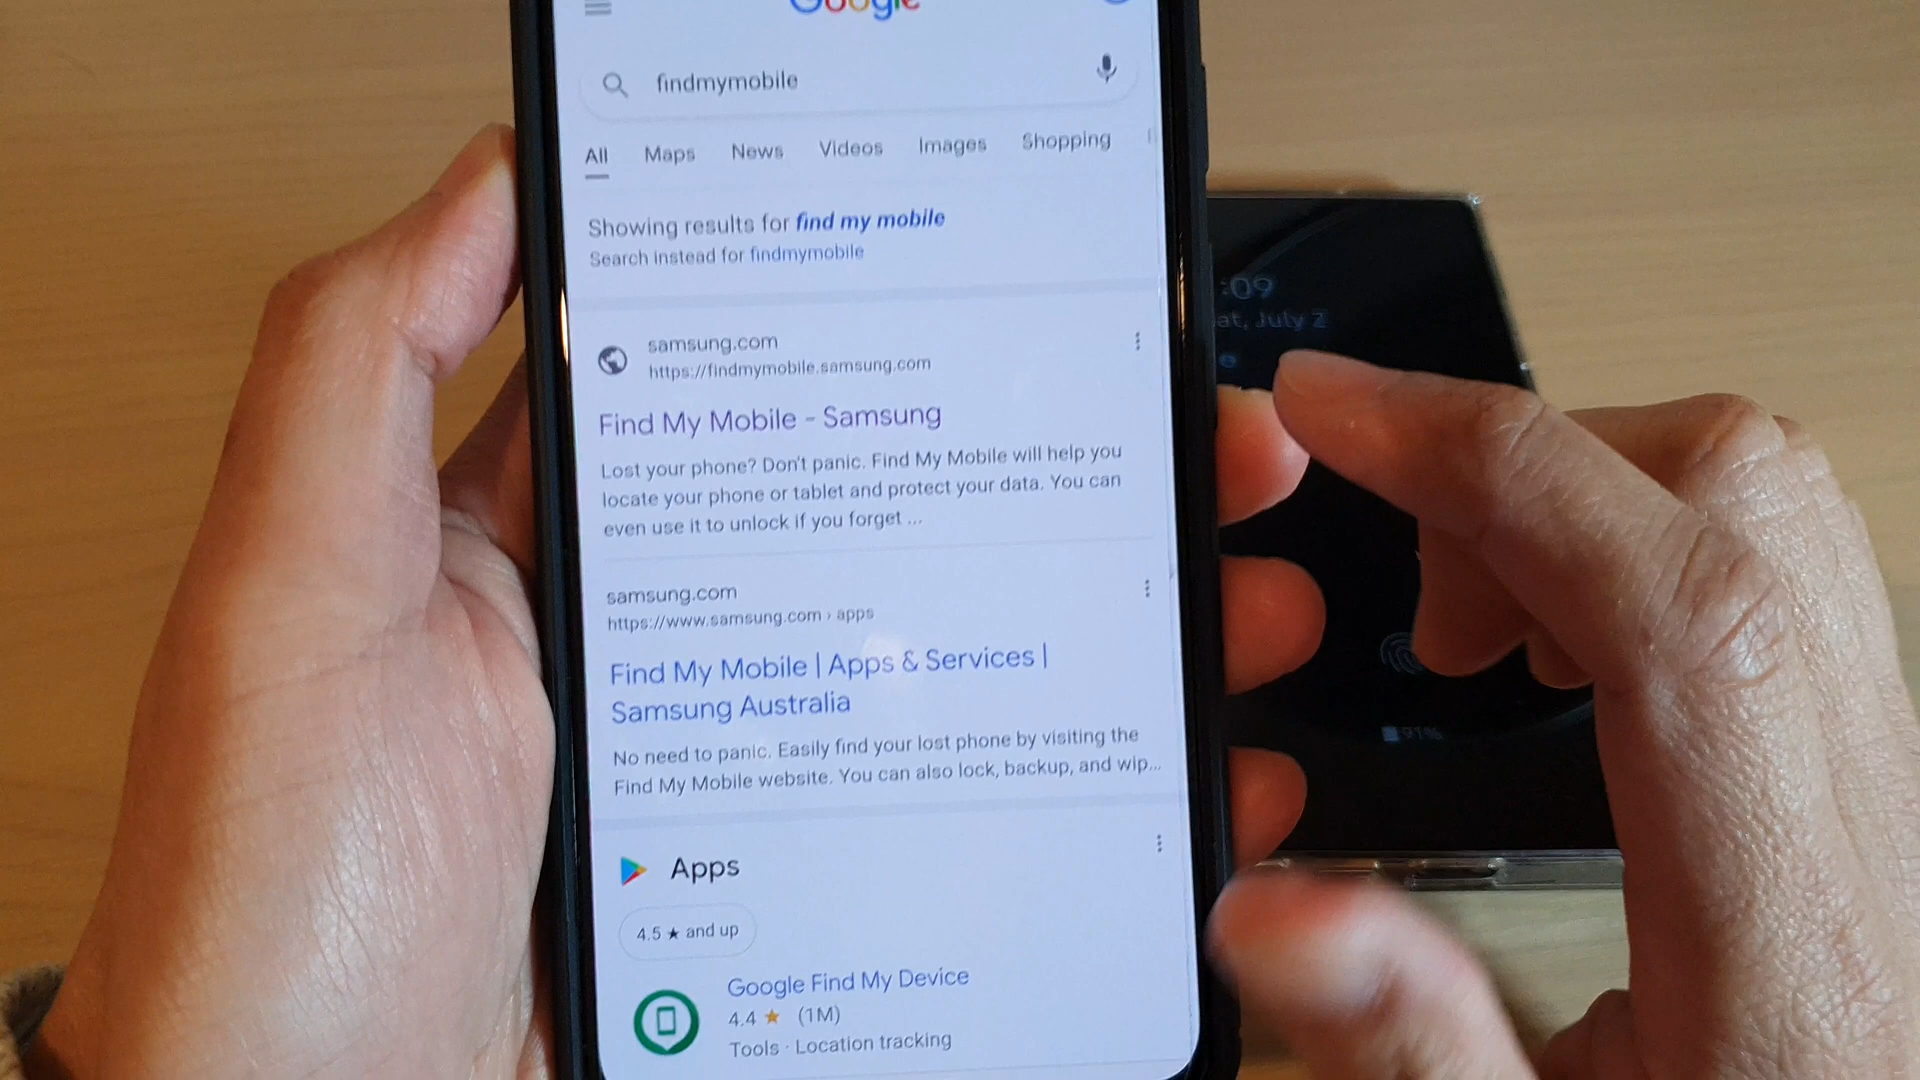 Google
findmymobile
All Maps News Videos Images Shopping
Showing results for find my mobile
Search instead for findmymobile
samsung.com
https://findmymobile.samsung.com
Find My Mobile - Samsung
Lost your phone? Don't panic. Find My Mobile will help you
locate your phone or tablet and protect your data. You can
even use it to unlock if you forget ...
samsung.com
https://www.samsung.com › apps
Find My Mobile | Apps & Services |
Samsung Australia
No need to panic. Easily find your lost phone by visiting the
Find My Mobile website. You can also lock, backup, and wip...
Apps
4.5 ★ and up
Google Find My Device
4.4 ★ (1M)
Tools · Location tracking
:09
at, July 2
91%